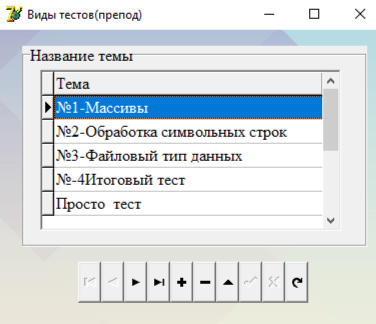 Виды тестов(препод)
Название темы
Тема
№1-Массивы
№2-Обработка символьных строк
№3-Файловый тип данных
№-4Итоговый тест
Просто тест